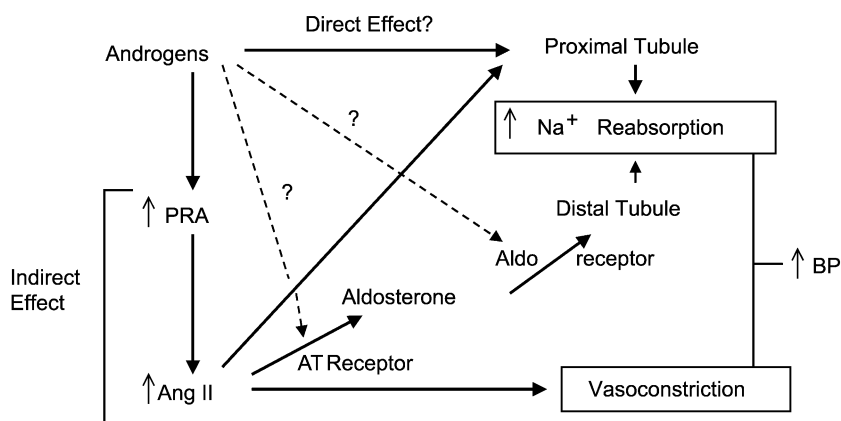 Direct Effect?
Androgens
Proximal Tubule
?
↑ Na+ Reabsorption
?
↑ PRA
Distal Tubule
Aldo receptor
↑ BP
Indirect
Effect
Aldosterone
AT Receptor
↑ Ang II
Vasoconstriction